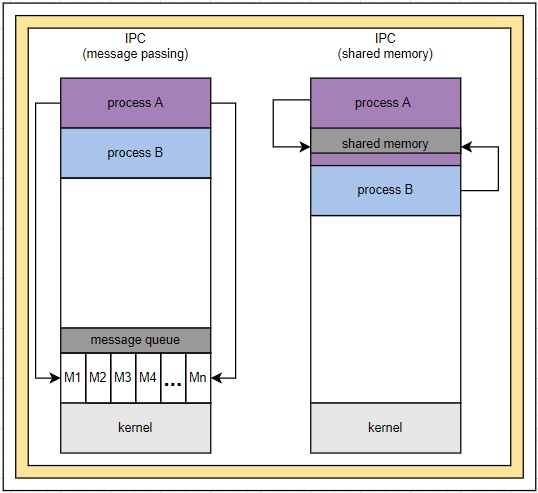 IPC
(message passing)
process A
process B
message queue
M1 M2 M3 M4 ... Mn
kernel
IPC
(shared memory)
process A
shared memory
process B
kernel